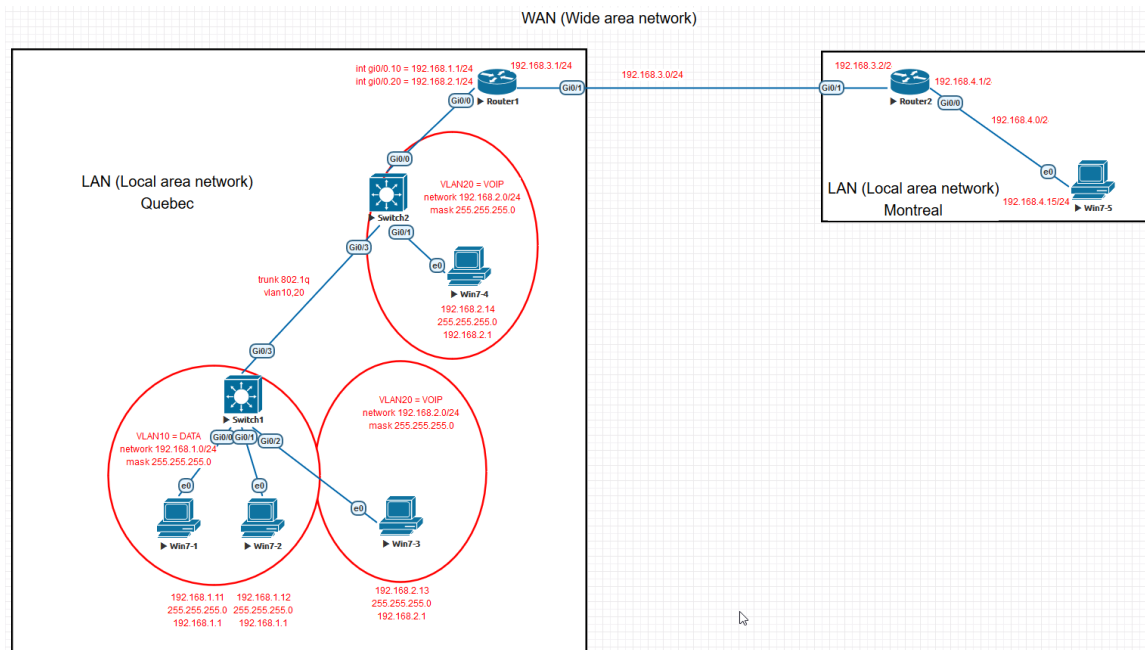 WAN (Wide area network)
int gi0/0.10 = 192.168.1.1/24
int gi0/0.20 = 192.168.2.1/24
192.168.3.1/24
Gi0/0
Router1
Gi0/1
192.168.3.0/24
192.168.3.2/2
Gi0/1
Router2
192.168.4.1/2
Gi0/0
192.168.4.0/2
e0
192.168.4.15/24
Win7-5
LAN (Local area network)
Montreal
LAN (Local area network)
Quebec
Gi0/0
Switch2
VLAN20 = VOIP
network 192.168.2.0/24
mask 255.255.255.0
Gi0/1
Gi0/3
e0
Win7-4
192.168.2.14
255.255.255.0
192.168.2.1
trunk 802.1q
vlan10,20
Gi0/3
Switch1
VLAN10 = DATA
network 192.168.1.0/24
mask 255.255.255.0
Gi0/0
Gi0/1
Gi0/2
VLAN20 = VOIP
network 192.168.2.0/24
mask 255.255.255.0
e0
e0
e0
Win7-1
Win7-2
Win7-3
192.168.1.11
255.255.255.0
192.168.1.1
192.168.1.12
255.255.255.0
192.168.1.1
192.168.2.13
255.255.255.0
192.168.2.1